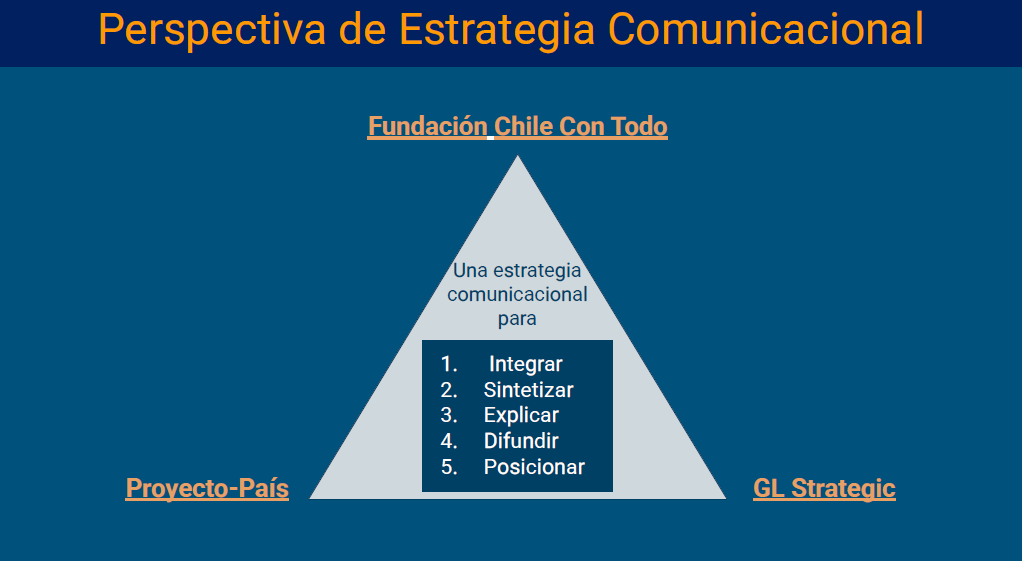 Perspectiva de Estrategia Comunicacional
Fundación Chile Con Todo
Una estrategia
comunicacional
para
1. Integrar
2. Sintetizar
3. Explicar
4. Difundir
5. Posicionar
Proyecto-País
GL Strategic